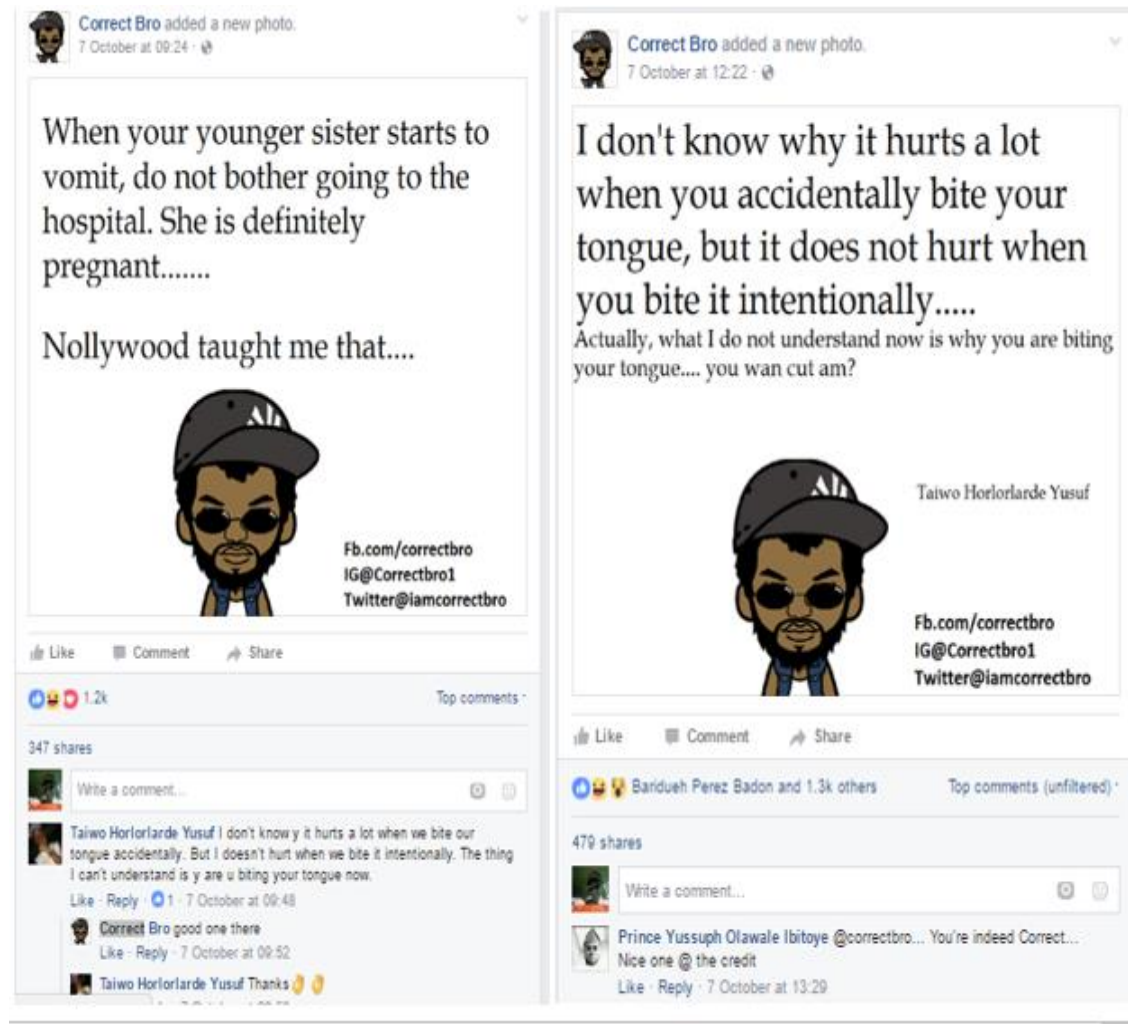 Correct Bro added a new photo.
7 October at 09:24
When your younger sister starts to
vomit, do not bother going to the
hospital. She is definitely
pregnant.......
Nollywood taught me that....
Fb.com/correctbro
IG@Correctbro1
Twitter@iamcorrectbro
Like Comment Share
1.2k Top comments
347 shares
Write a comment...
Taiwo Horlorlarde Yusuf I don't know y it hurts a lot when we bite our
tongue accidentally. But I doesn't hurt when we bite it intentionally. The thing
I can't understand is y are u biting your tongue now.
Like · Reply · 1 · 7 October at 09:48
Correct Bro good one there
Like · Reply · 7 October at 09:52
Taiwo Horlorlarde Yusuf Thanks👌👌
Correct Bro added a new photo.
7 October at 12:22
I don't know why it hurts a lot
when you accidentally bite your
tongue, but it does not hurt when
you bite it intentionally.....
Actually, what I do not understand now is why you are biting
your tongue.... you wan cut am?
Taiwo Horlorlarde Yusuf
Fb.com/correctbro
IG@Correctbro1
Twitter@iamcorrectbro
Like Comment Share
Baridueh Perez Badon and 1.3k others Top comments (unfiltered)
479 shares
Write a comment...
Prince Yussuph Olawale Ibitoye @correctbro... You're indeed Correct...
Nice one @ the credit
Like · Reply · 7 October at 13:29